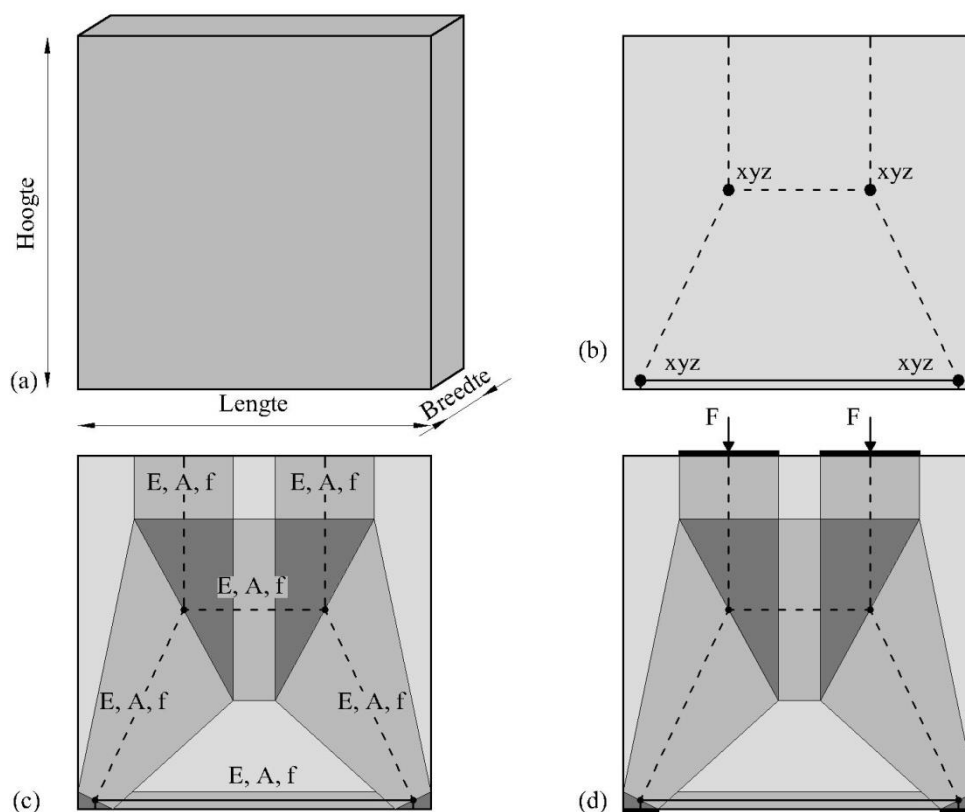 Hoogte
(a)
Lengte
Breedte
xyz xyz
xyz xyz
(b)
E, A, f E, A, f
E, A, f
E, A, f E, A, f
E, A, f
(c)
F F
(d)